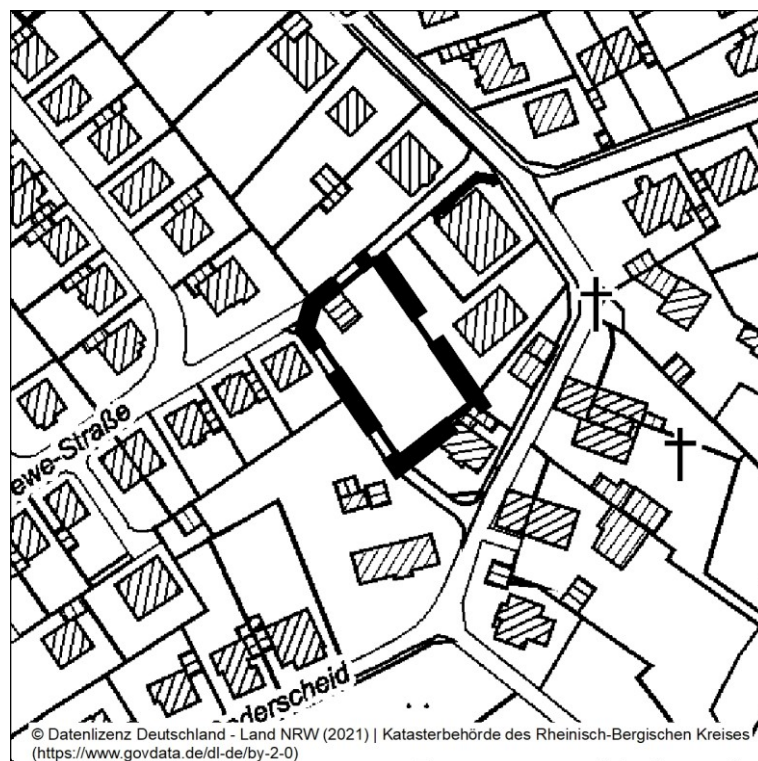 ewe-Straße
derscheid
© Datenlizenz Deutschland - Land NRW (2021) | Katasterbehörde des Rheinisch-Bergischen Kreises
(https://www.govdata.de/dl-de/by-2-0)